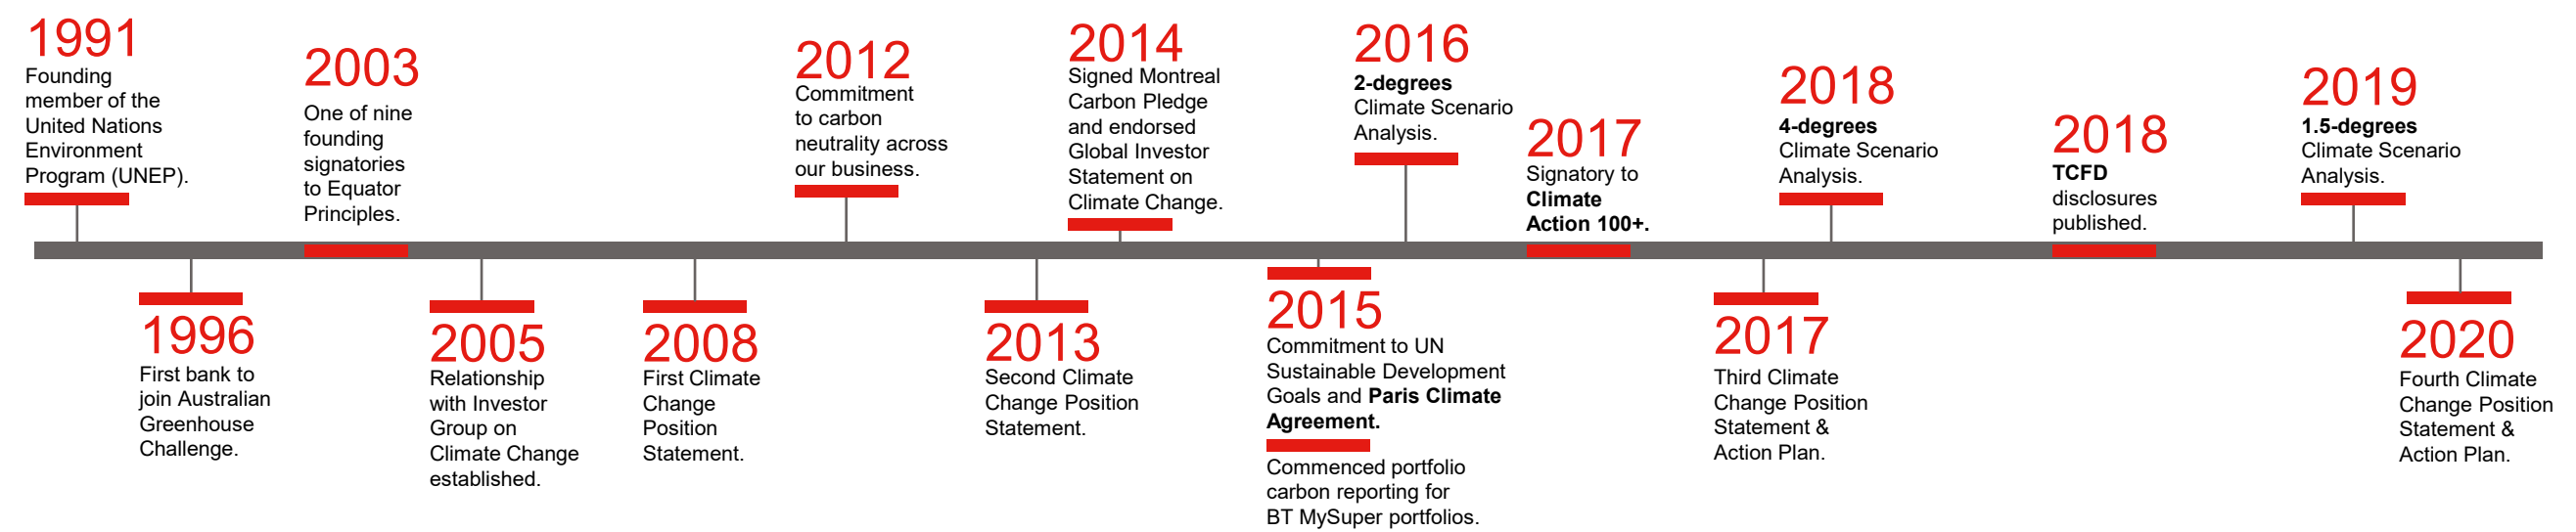 1991
Founding
member of the
United Nations
Environment
Program (UNEP).
1996
First bank to
join Australian
Greenhouse
Challenge.
2003
One of nine
founding
signatories
to Equator
Principles.
2005
Relationship
with Investor
Group on
Climate Change
established.
2008
First Climate
Change
Position
Statement.
2012
Commitment
to carbon
neutrality across
our business.
2013
Second Climate
Change Position
Statement.
2014
Signed Montreal
Carbon Pledge
and endorsed
Global Investor
Statement on
Climate Change.
2015
Commitment to UN
Sustainable Development
Goals and Paris Climate
Agreement.
Commenced portfolio
carbon reporting for
BT MySuper portfolios.
2016
2-degrees
Climate Scenario
Analysis.
2017
Signatory to
Climate
Action 100+.
2017
Third Climate
Change Position
Statement &
Action Plan.
2018
4-degrees
Climate Scenario
Analysis.
2018
TCFD
disclosures
published.
2019
1.5-degrees
Climate Scenario
Analysis.
2020
Fourth Climate
Change Position
Statement &
Action Plan.